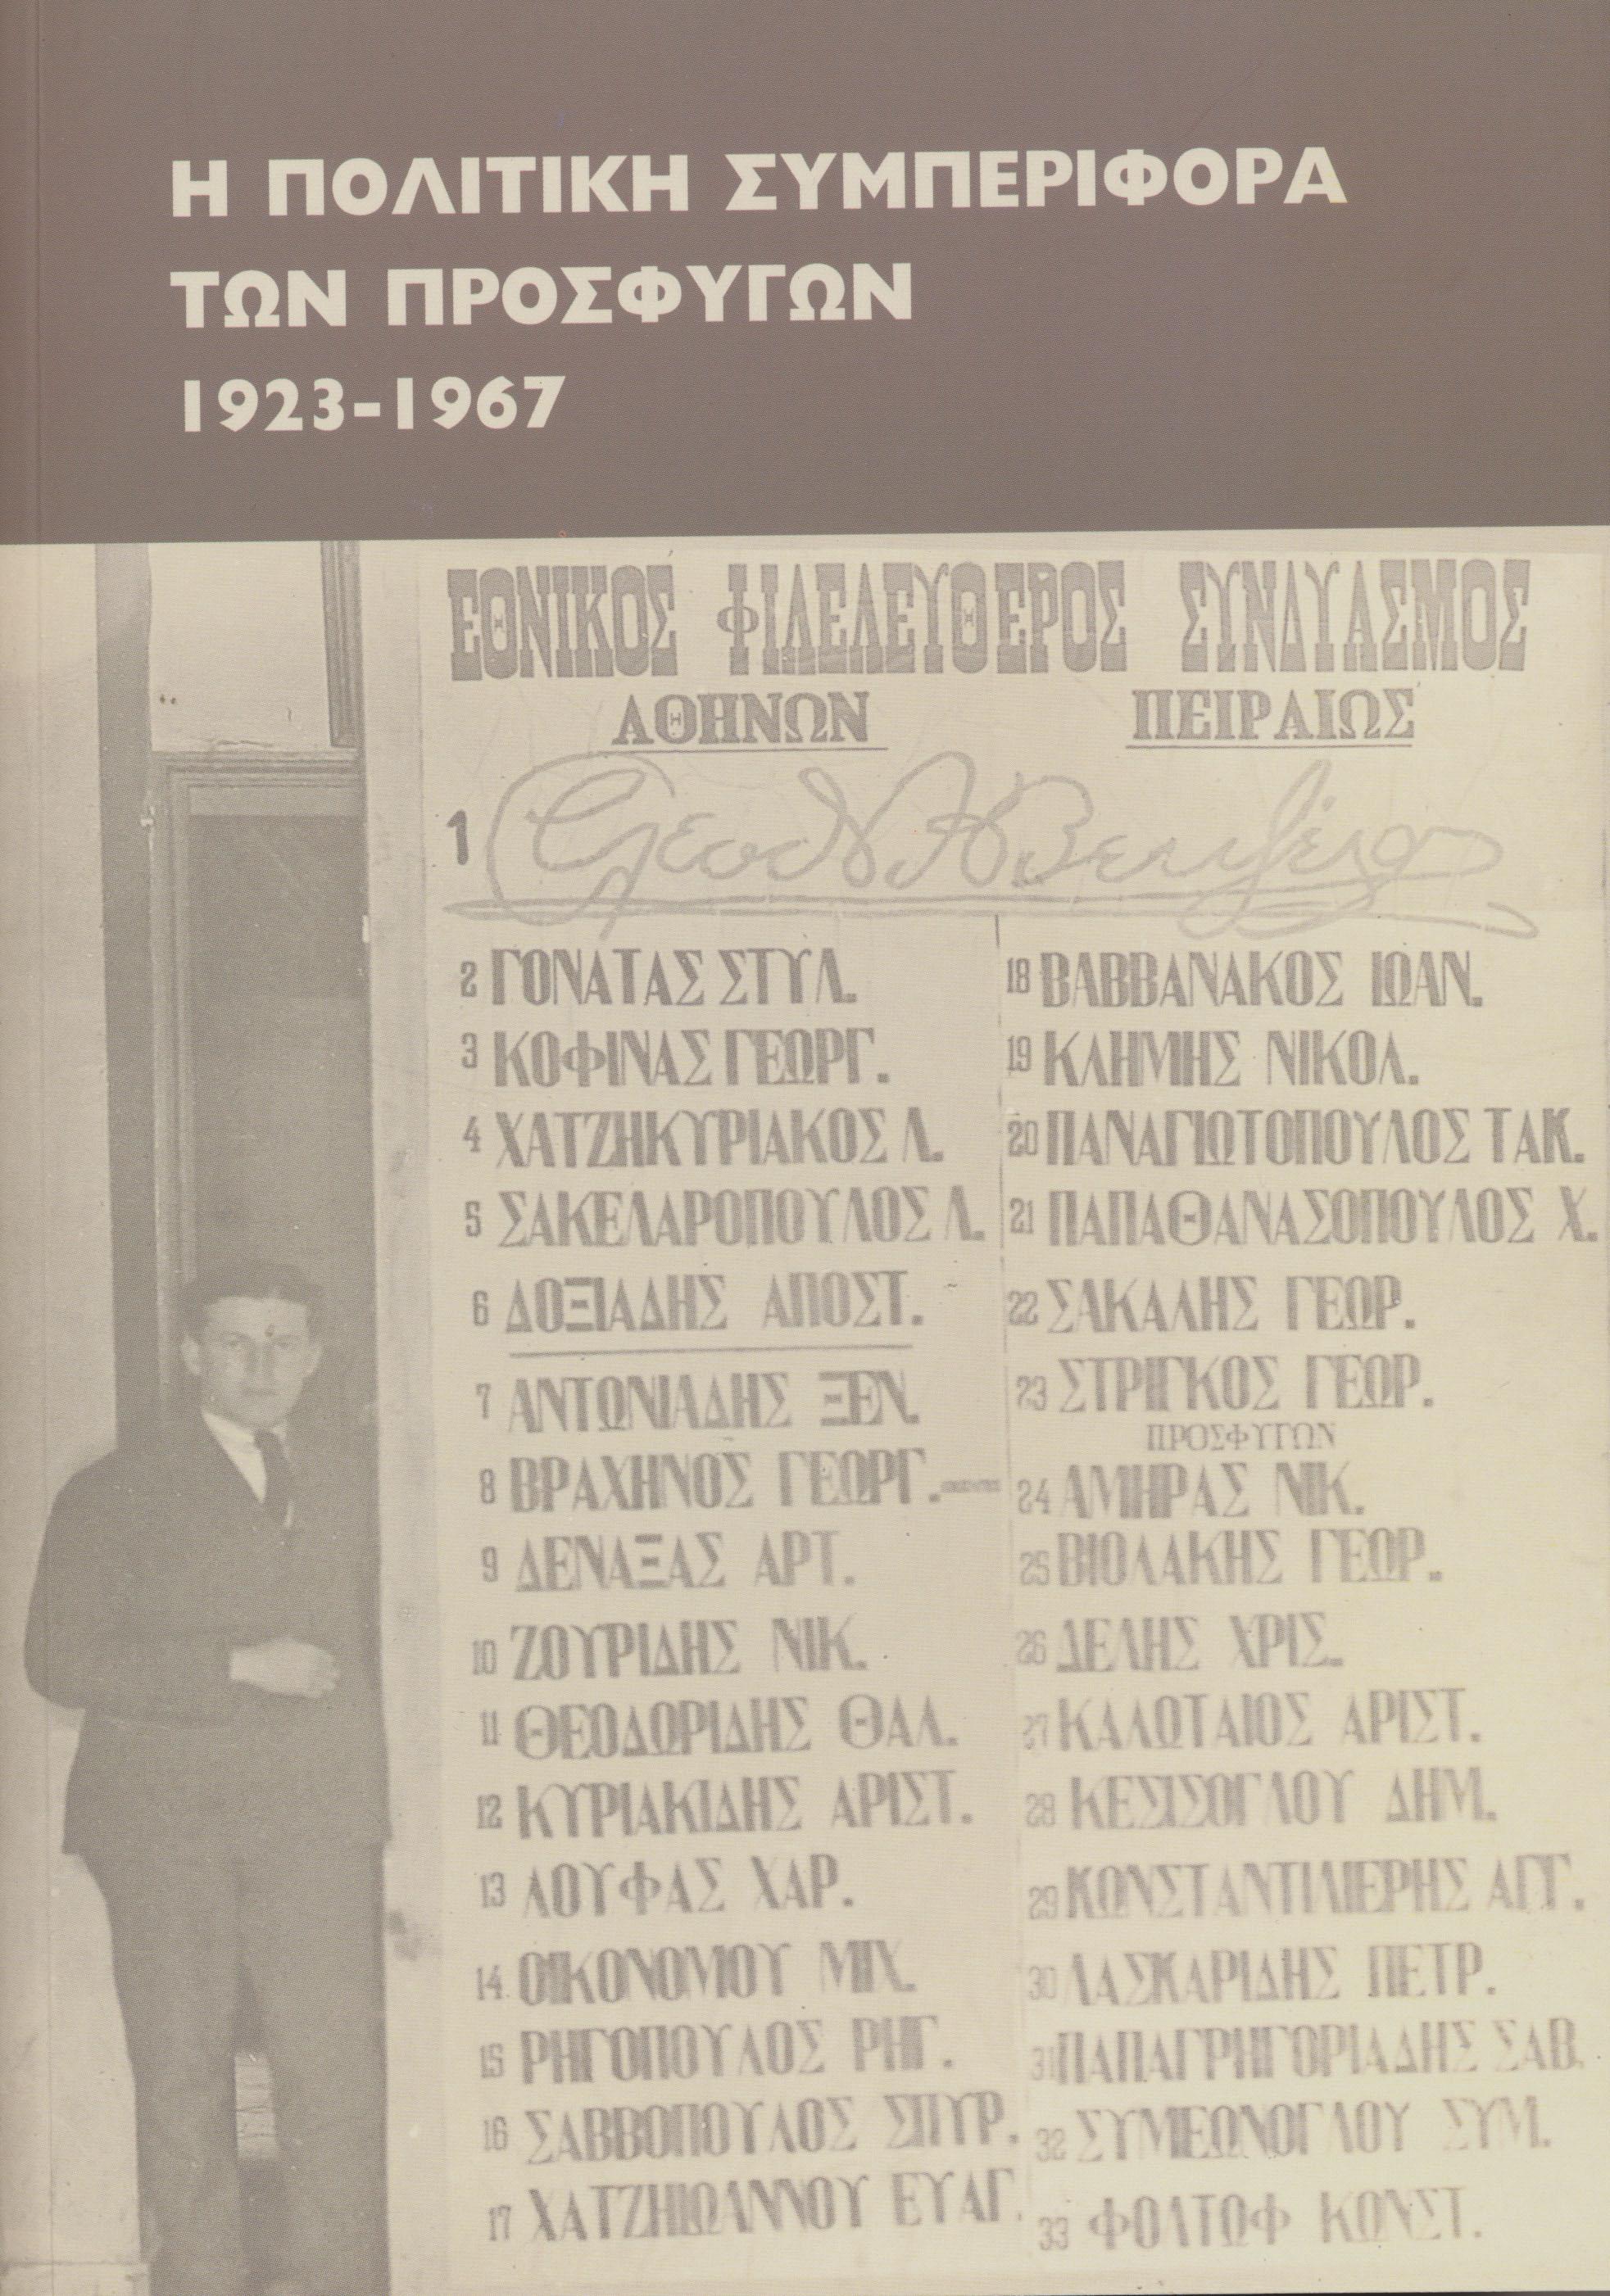 Η ΠΟΛΙΤΙΚΗ ΣΥΜΠΕΡΙΦΟΡΑ
ΤΩΝ ΠΡΟΣΦΥΓΩΝ
1923-1967
ΕΘΝΙΚΟΣ ΦΙΛΕΛΕΥΘΕΡΟΣ ΣΥΝΔΥΑΣΜΟΣ
ΑΘΗΝΩΝ ΠΕΙΡΑΙΩΣ
1
2 ΓΟΝΑΤΑΣ ΣΤΥΛ.
3 ΚΟΦΙΝΑΣ ΓΕΩΡΓ.
4 ΧΑΤΖΗΚΥΡΙΑΚΟΣ Λ.
5 ΣΑΚΕΛΑΡΟΠΟΥΛΟΣ Λ.
6 ΔΟΞΙΑΔΗΣ ΑΠΟΣΤ.
7 ΑΝΤΩΝΙΑΔΗΣ ΞΕΝ.
8 ΒΡΑΧΗΝΟΣ ΓΕΩΡΓ.
9 ΔΕΝΑΞΑΣ ΑΡΤ.
10 ΖΟΥΡΙΔΗΣ ΝΙΚ.
11 ΘΕΟΔΩΡΙΔΗΣ ΘΑΛ.
12 ΚΥΡΙΑΚΙΔΗΣ ΑΡΙΣΤ.
13 ΛΟΥΦΑΣ ΧΑΡ.
14 ΟΙΚΟΝΟΜΟΥ ΜΙΧ.
15 ΡΗΓΟΠΟΥΛΟΣ ΡΗΓ.
16 ΣΑΒΒΟΠΟΥΛΟΣ ΣΠΥΡ.
17 ΧΑΤΖΗΙΩΑΝΝΟΥ ΕΥΑΓ.
18 ΒΑΒΒΑΝΑΚΟΣ ΙΩΑΝ.
19 ΚΛΗΜΗΣ ΝΙΚΟΛ.
20 ΠΑΝΑΓΙΩΤΟΠΟΥΛΟΣ ΤΑΚ.
21 ΠΑΠΑΘΑΝΑΣΟΠΟΥΛΟΣ Χ.
22 ΣΑΚΑΛΗΣ ΓΕΩΡ.
23 ΣΤΡΙΓΚΟΣ ΓΕΩΡ.
ΠΡΟΣΦΥΓΩΝ
24 ΑΜΗΡΑΣ ΝΙΚ.
25 ΒΙΟΛΑΚΗΣ ΓΕΩΡ.
26 ΔΕΛΗΣ ΧΡΙΣ.
27 ΚΑΛΩΤΑΙΟΣ ΑΡΙΣΤ.
28 ΚΕΣΙΣΟΓΛΟΥ ΔΗΜ.
29 ΚΩΝΣΤΑΝΤΙΛΙΕΡΗΣ ΑΓΓ.
30 ΛΑΣΚΑΡΙΔΗΣ ΠΕΤΡ.
31 ΠΑΠΑΓΡΗΓΟΡΙΑΔΗΣ ΣΑΒ.
32 ΣΥΜΕΩΝΟΓΛΟΥ ΣΥΜ.
33 ΦΟΛΤΩΦ ΚΩΝΣΤ.